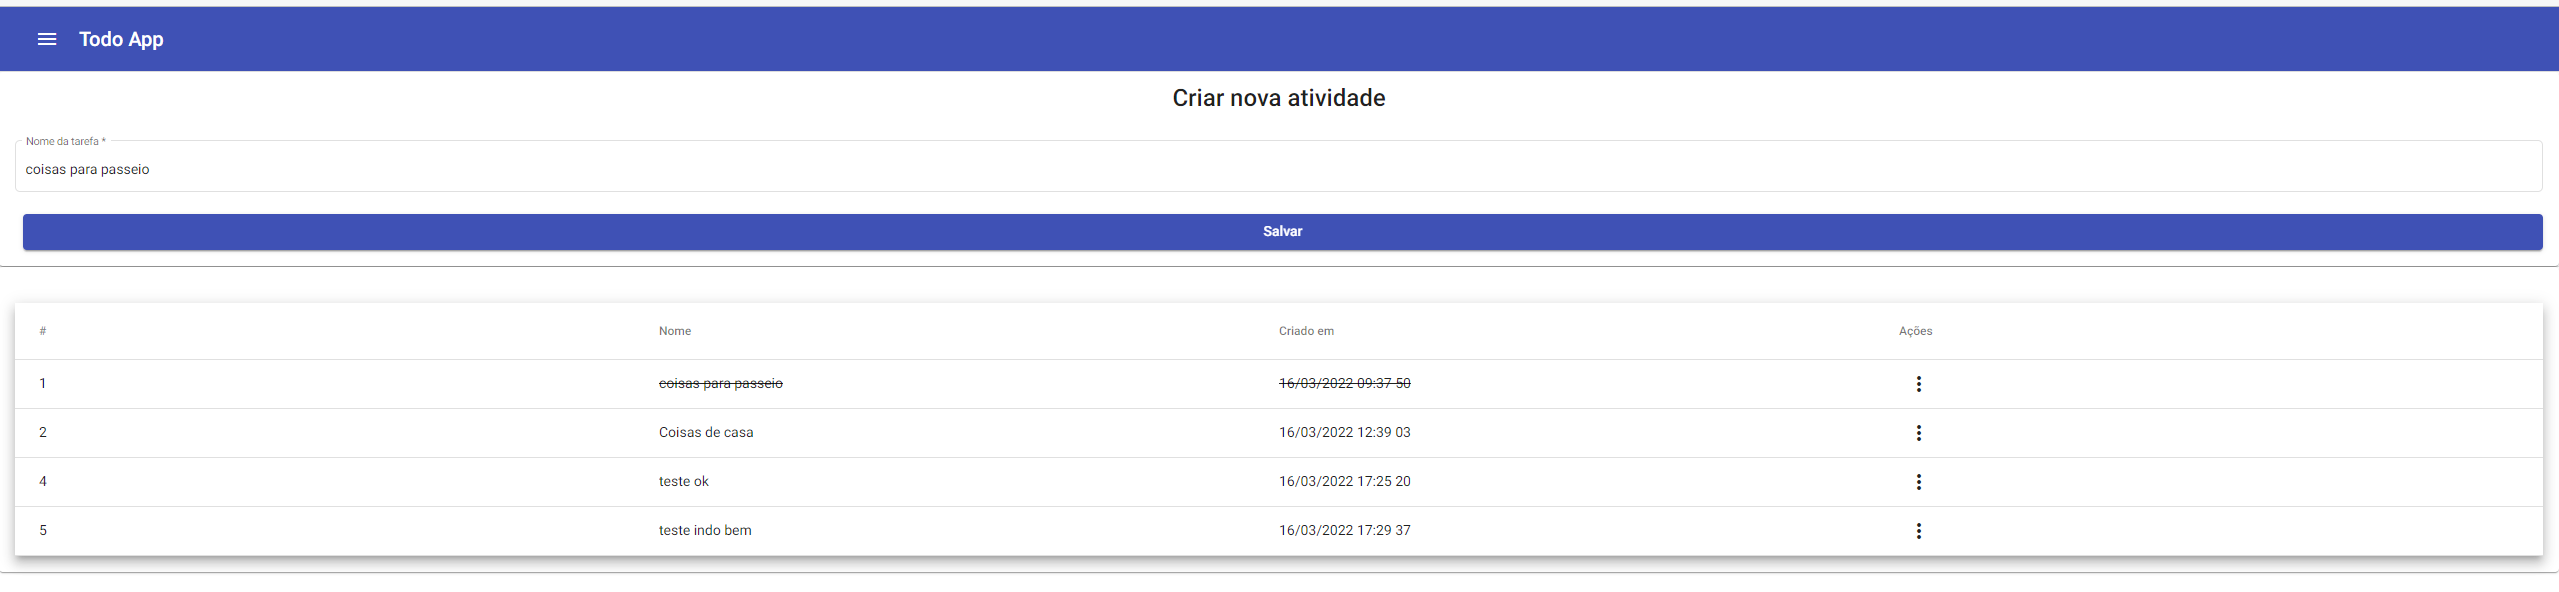 Todo App
Criar nova atividade
Nome da tarefa *
coisas para passeio
Salvar
# Nome Criado em Ações
1 coisas para passeio 16/03/2022 09:37 50
2 Coisas de casa 16/03/2022 12:39 03
4 teste ok 16/03/2022 17:25 20
5 teste indo bem 16/03/2022 17:29 37